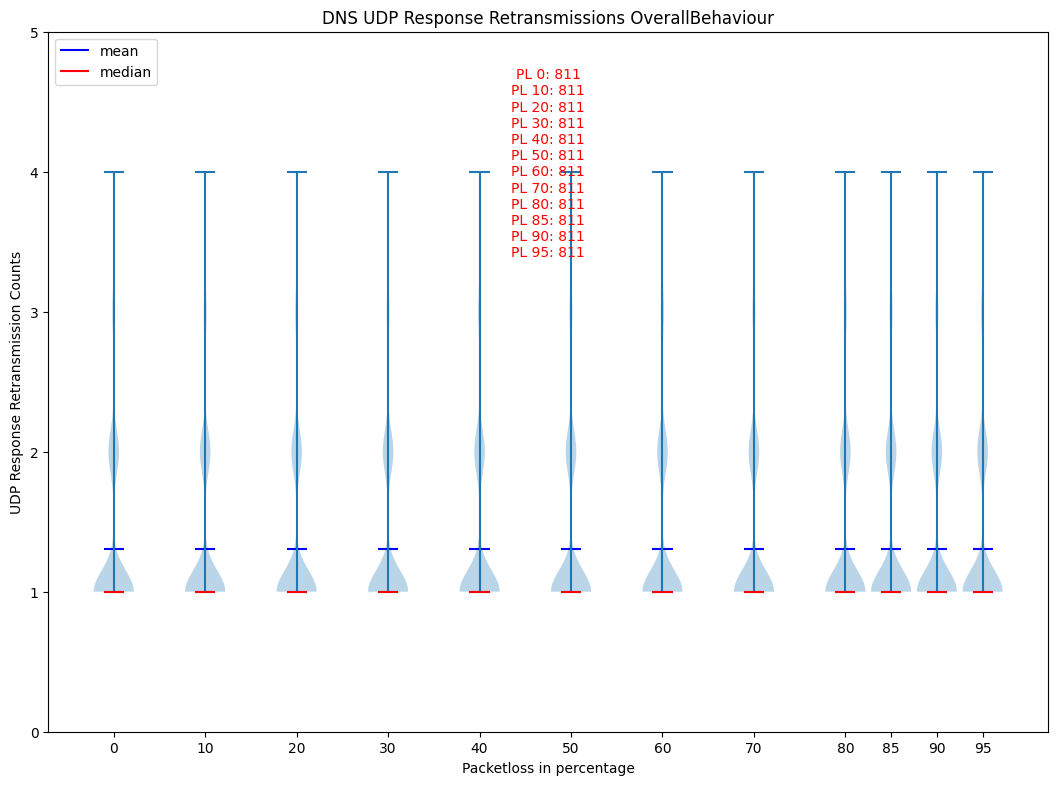 DNS UDP Response Retransmissions OverallBehaviour
mean
median
PL 0: 811
PL 10: 811
PL 20: 811
PL 30: 811
PL 40: 811
PL 50: 811
PL 60: 811
PL 70: 811
PL 80: 811
PL 85: 811
PL 90: 811
PL 95: 811
UDP Response Retransmission Counts
5
4
3
2
1
0
0 10 20 30 40 50 60 70 80 85 90 95
Packetloss in percentage